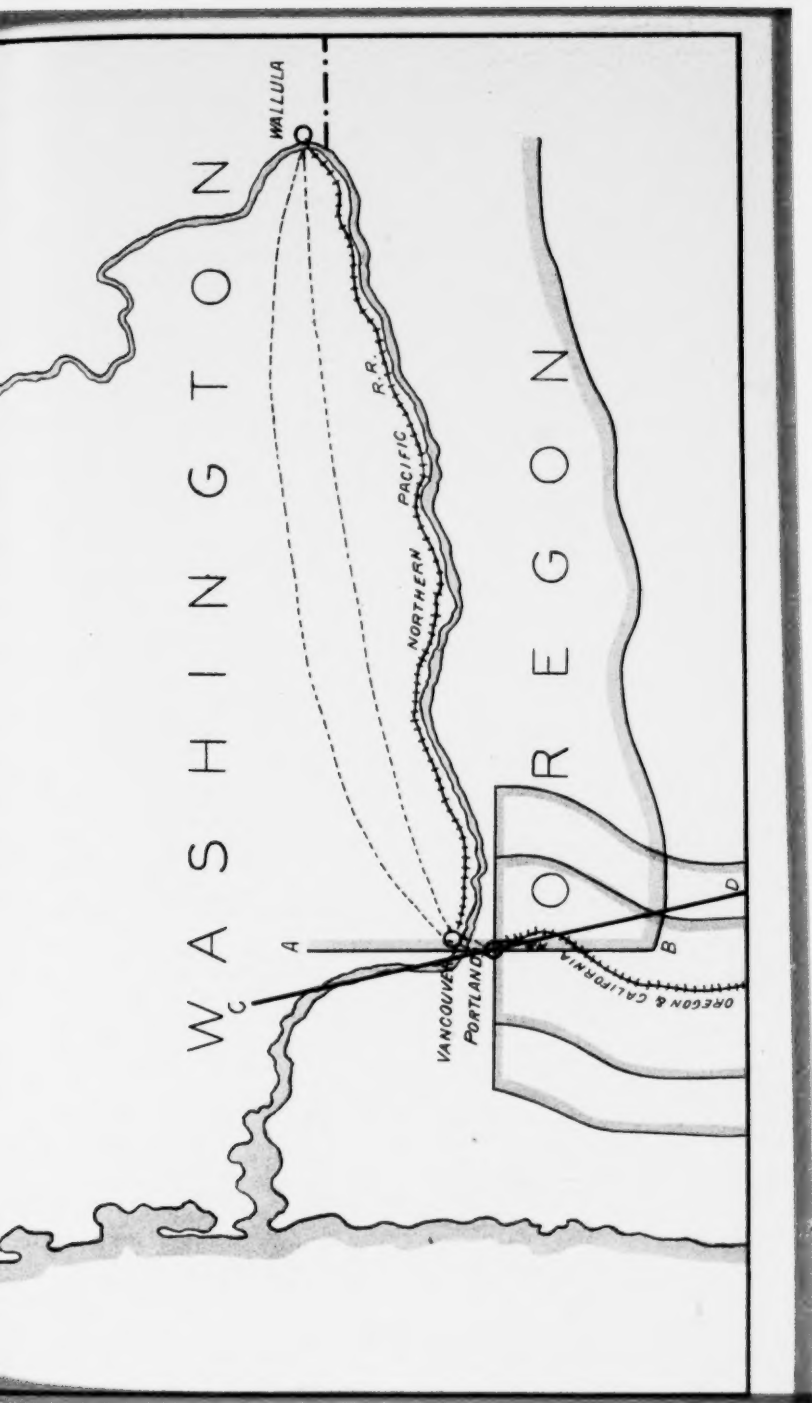 WASHINGTON
WALLULA
NORTHERN PACIFIC R.R.
OREGON
A
C
VANCOUVER
PORTLAND
B
D
OREGON & CALIFORNIA